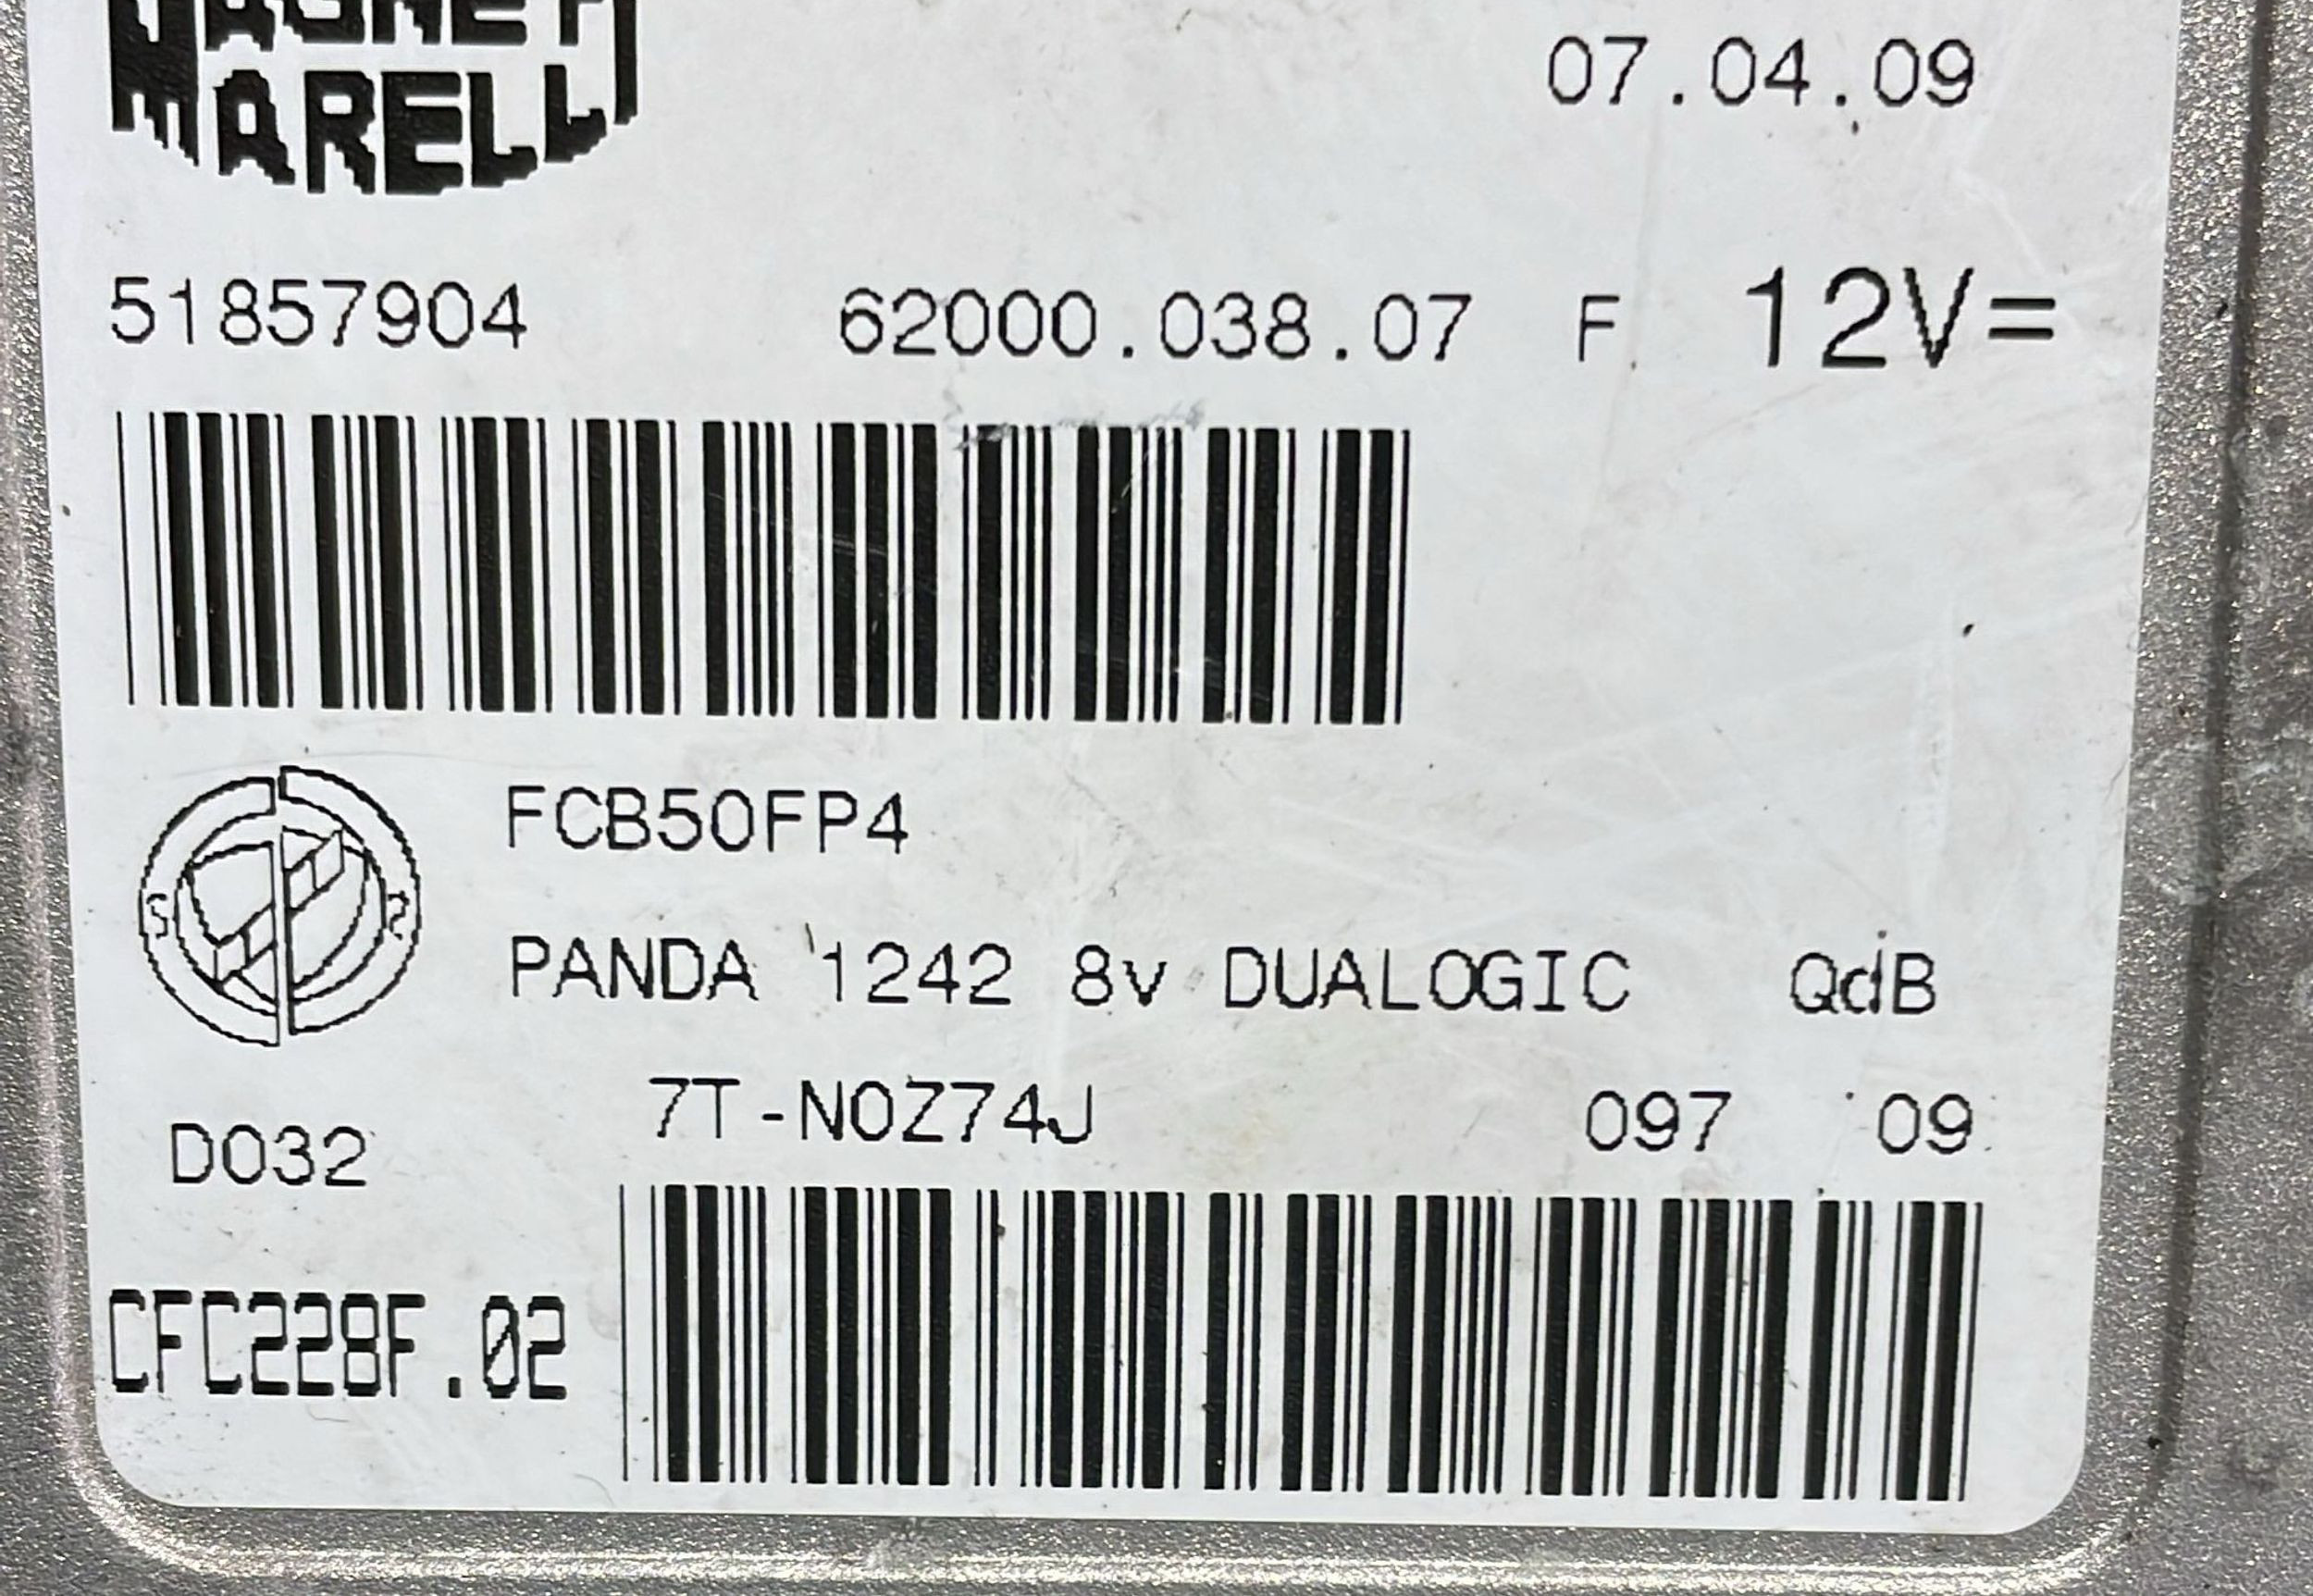 MAGNETI
MARELLI
07.04.09
51857904 62000.038.07 F 12V=
FCB50FP4
PANDA 1242 8v DUALOGIC QdB
7T-N0Z74J 097 09
D032
CFC228F.02